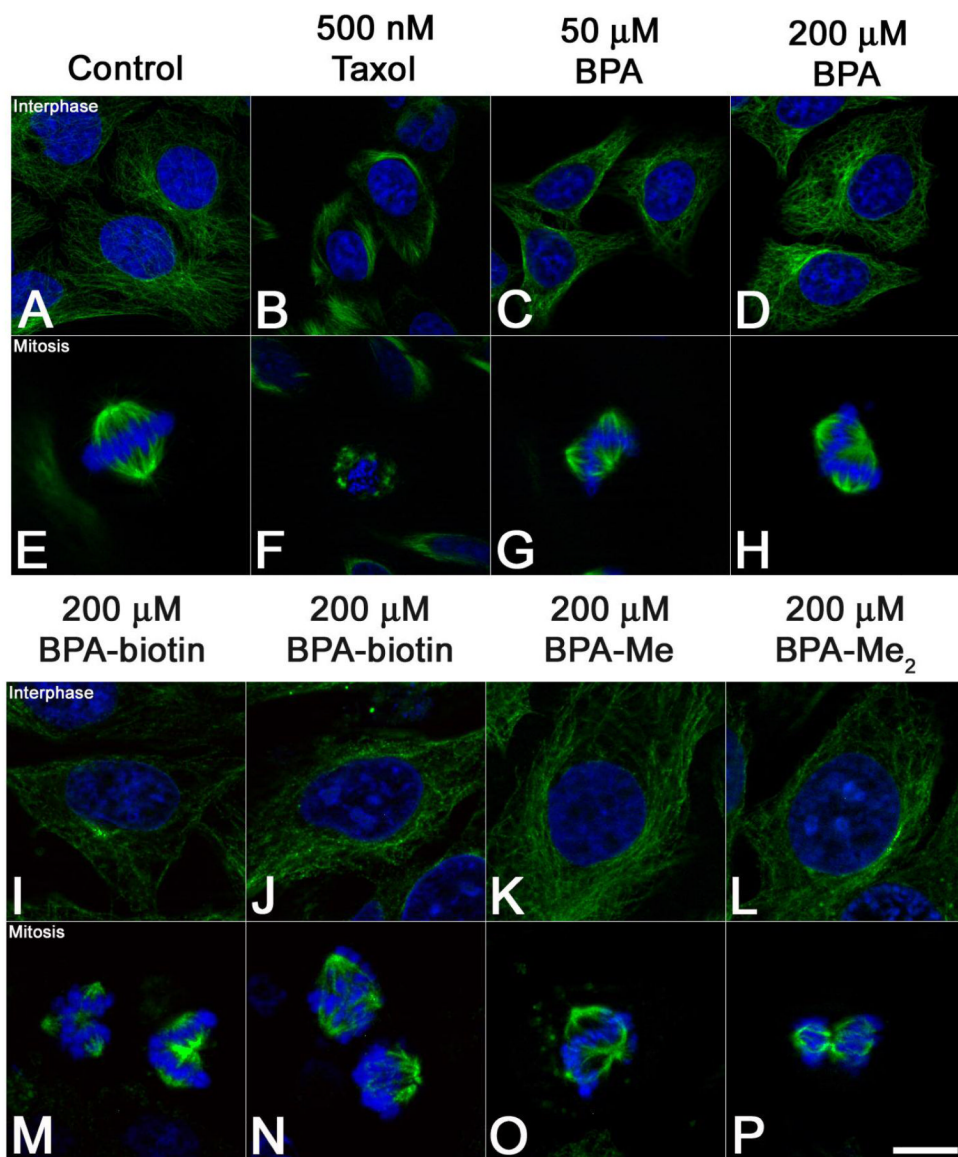 Control
500 nM
Taxol
50 μM
BPA
200 μM
BPA
Interphase
A
B
C
D
Mitosis
E
F
G
H
200 μM
BPA-biotin
200 μM
BPA-biotin
200 μM
BPA-Me
200 μM
BPA-Me₂
Interphase
I
J
K
L
Mitosis
M
N
O
P